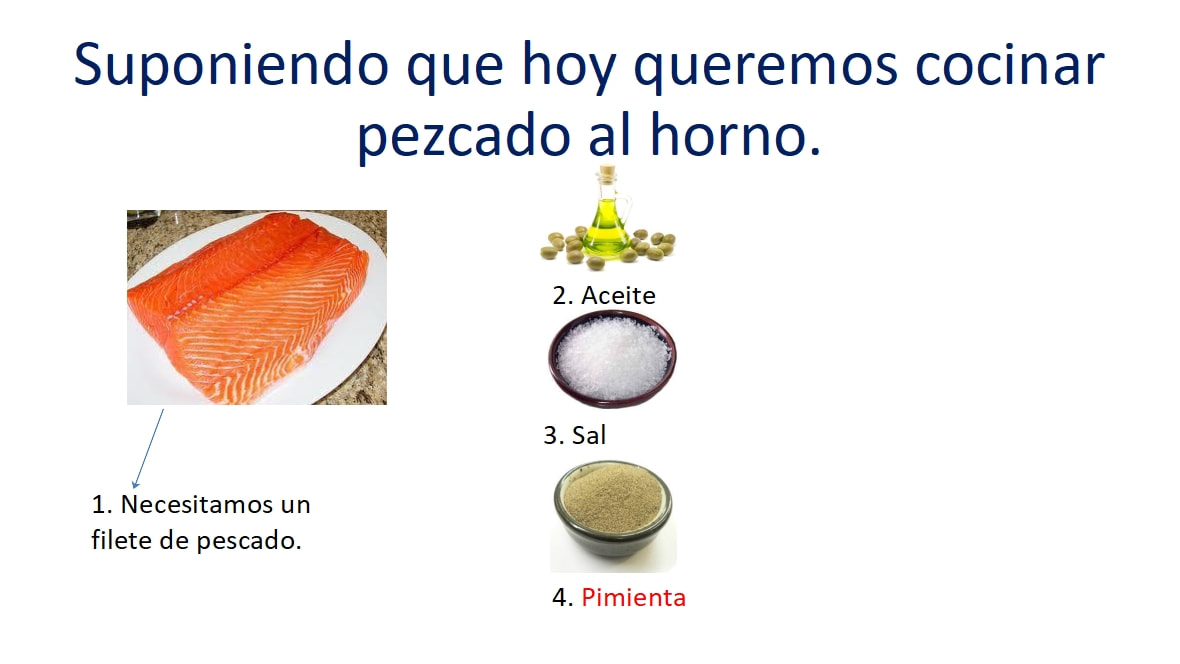 Suponiendo que hoy queremos cocinar
pezcado al horno.
2. Aceite
3. Sal
1. Necesitamos un
filete de pescado.
4. Pimienta